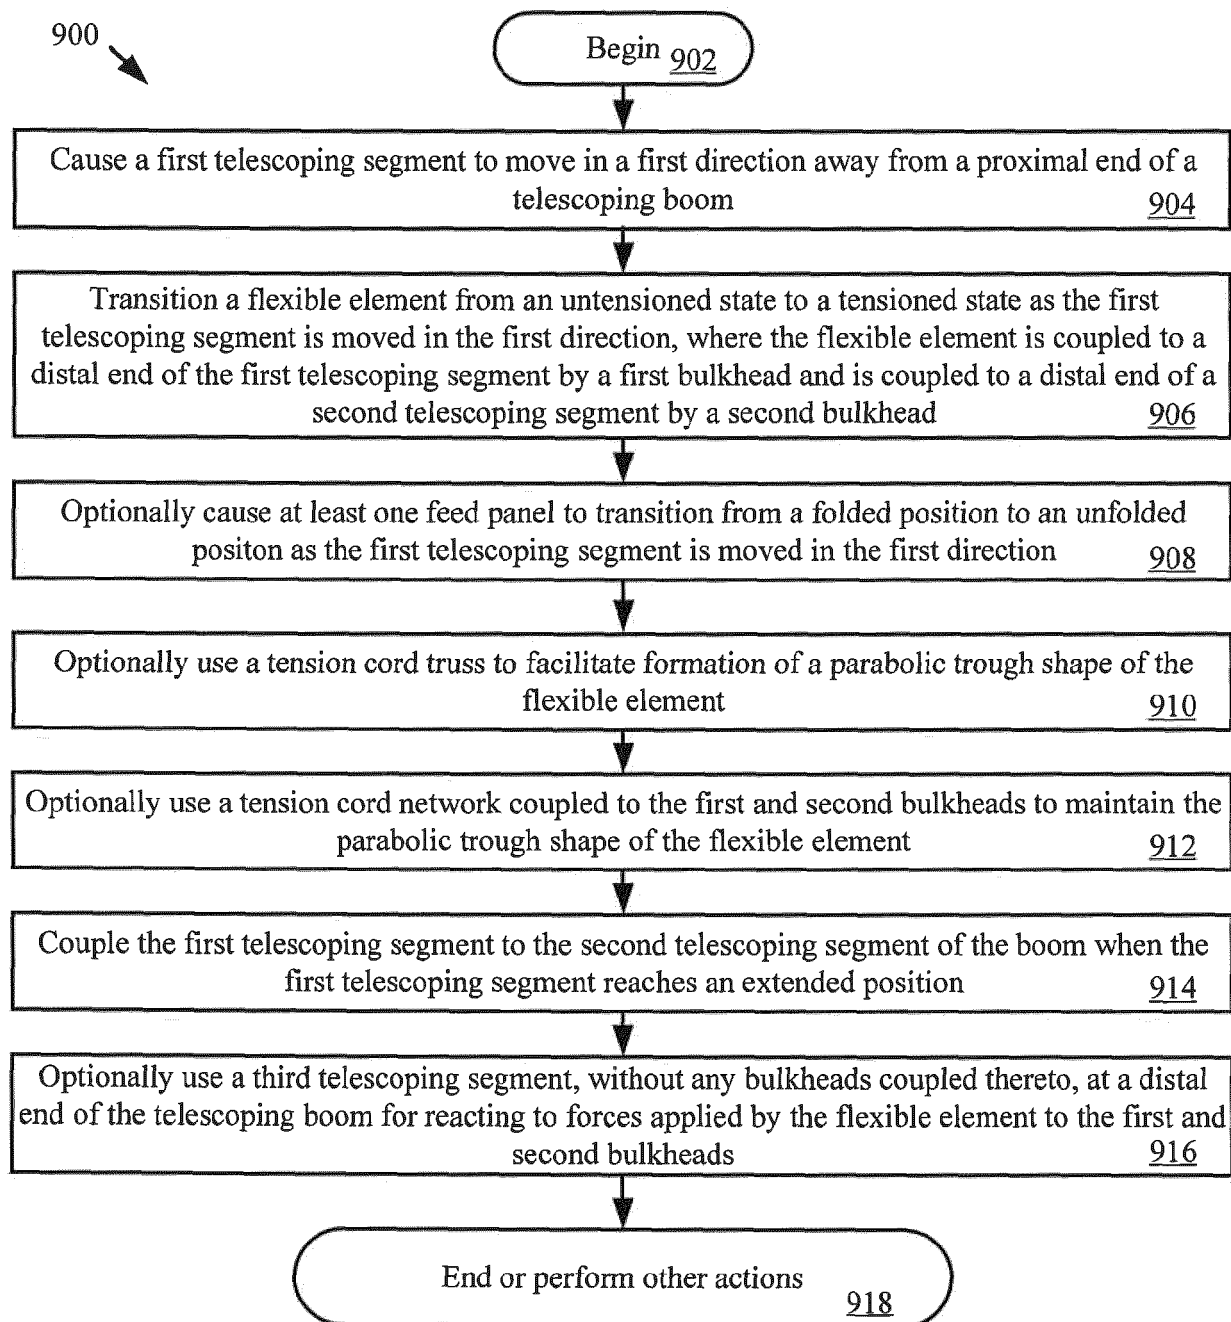 900
Begin 902
Cause a first telescoping segment to move in a first direction away from a proximal end of a
telescoping boom 904
Transition a flexible element from an untensioned state to a tensioned state as the first
telescoping segment is moved in the first direction, where the flexible element is coupled to a
distal end of the first telescoping segment by a first bulkhead and is coupled to a distal end of a
second telescoping segment by a second bulkhead 906
Optionally cause at least one feed panel to transition from a folded position to an unfolded
positon as the first telescoping segment is moved in the first direction 908
Optionally use a tension cord truss to facilitate formation of a parabolic trough shape of the
flexible element 910
Optionally use a tension cord network coupled to the first and second bulkheads to maintain the
parabolic trough shape of the flexible element 912
Couple the first telescoping segment to the second telescoping segment of the boom when the
first telescoping segment reaches an extended position 914
Optionally use a third telescoping segment, without any bulkheads coupled thereto, at a distal
end of the telescoping boom for reacting to forces applied by the flexible element to the first and
second bulkheads 916
End or perform other actions 918